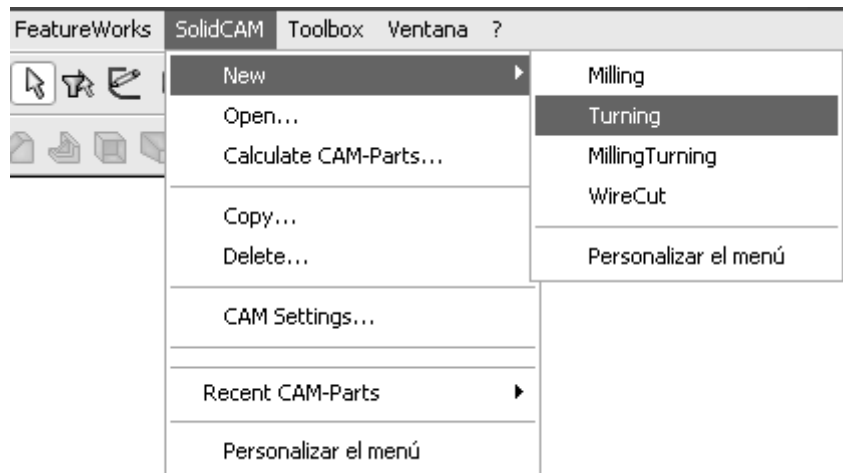 FeatureWorks SolidCAM Toolbox Ventana ?
New
Open...
Calculate CAM-Parts...
Copy...
Delete...
CAM Settings...
Recent CAM-Parts
Personalizar el menú
Milling
Turning
MillingTurning
WireCut
Personalizar el menú